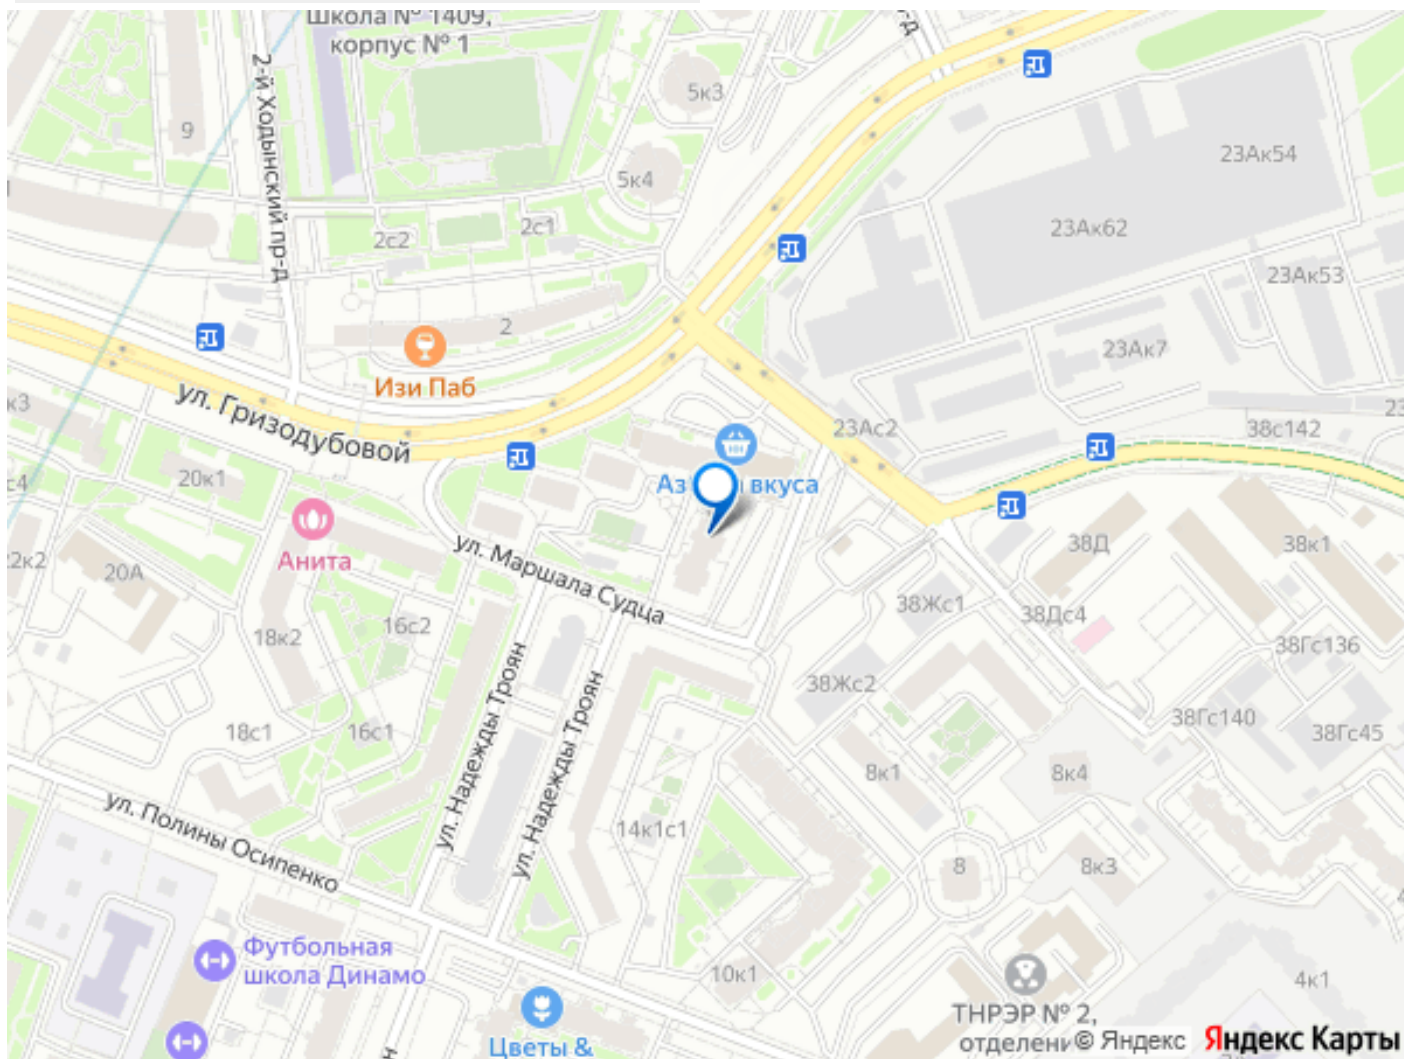 Школа № 1409,
корпус № 1
2-й Ходынский пр-д
9
5к3
5к4
2с2
2с1
2
Изи Паб
ул. Гризодубовой
23Ак54
23Ак62
23Ак53
23Ак7
23Ас2
38с142
20к1
20А
22к2
Анита
вкуса
ул. Маршала Судца
18к2
16с2
18с1
16с1
38Д
38к1
38Жс1
38Дс4
38Гс136
38Жс2
38Гс140
38Гс45
ул. Надежды Троян
ул. Надежды Троян
8к1
8к4
14к1с1
ул. Полины Осипенко
8
8к3
Футбольная
школа Динамо
10к1
4к1
ТНРЭР № 2,
Цветы &
© Яндекс Яндекс Карты